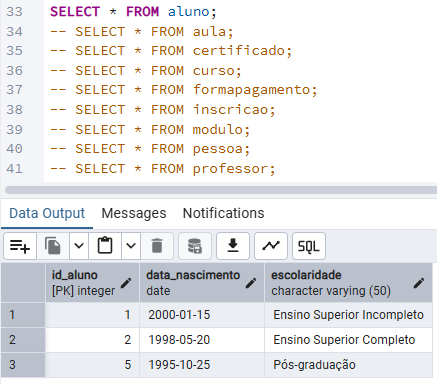 33 SELECT * FROM aluno;
34 -- SELECT * FROM aula;
35 -- SELECT * FROM certificado;
36 -- SELECT * FROM curso;
37 -- SELECT * FROM formapagamento;
38 -- SELECT * FROM inscricao;
39 -- SELECT * FROM modulo;
40 -- SELECT * FROM pessoa;
41 -- SELECT * FROM professor;
Data Output Messages Notifications
SQL
id_aluno data_nascimento escolaridade
[PK] integer date character varying (50)
1 1 2000-01-15 Ensino Superior Incompleto
2 2 1998-05-20 Ensino Superior Completo
3 5 1995-10-25 Pós-graduação